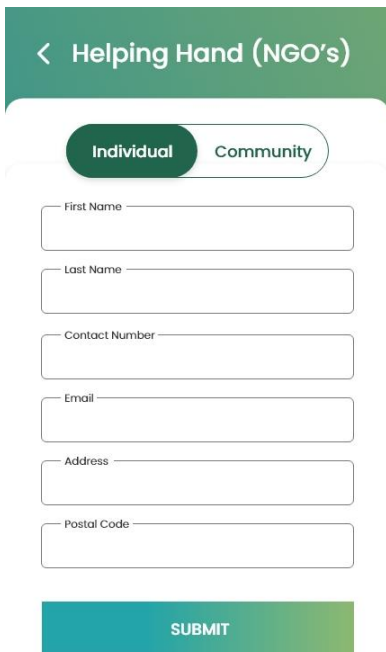 Helping Hand (NGO’s)
Individual Community
First Name
Last Name
Contact Number
Email
Address
Postal Code
SUBMIT